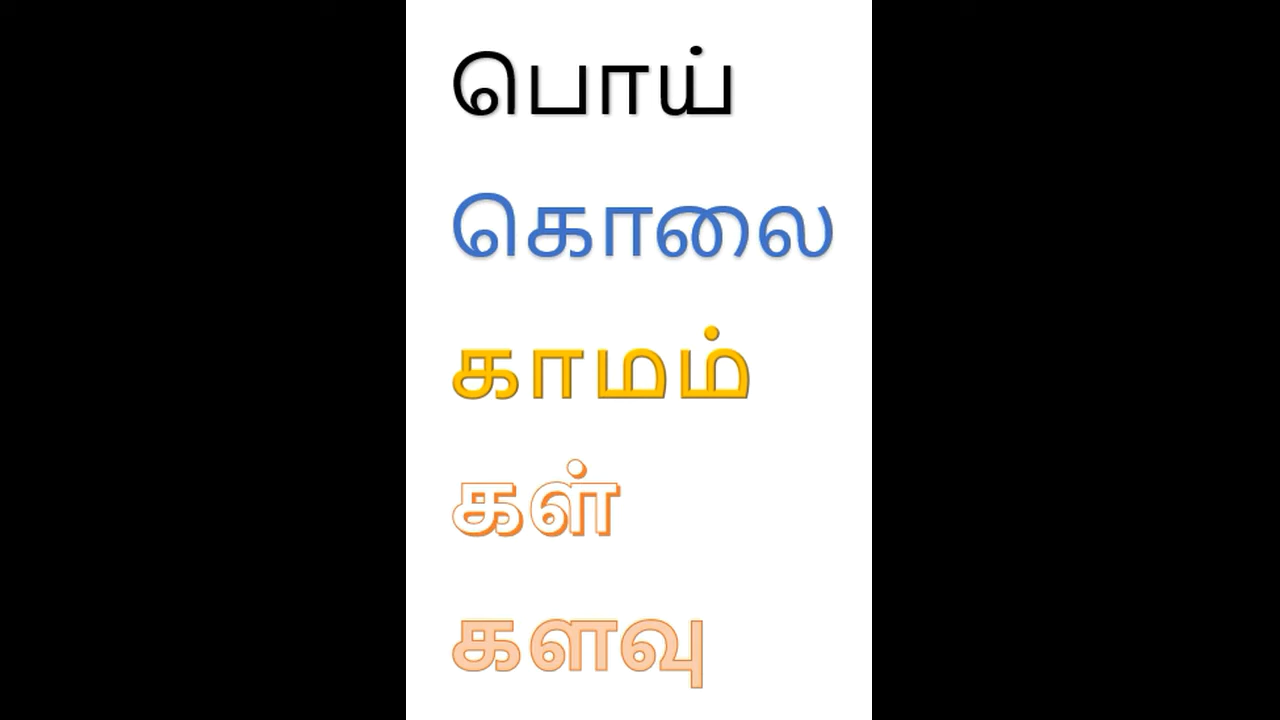 பொய்
கொலை
காமம்
கள்
களவு